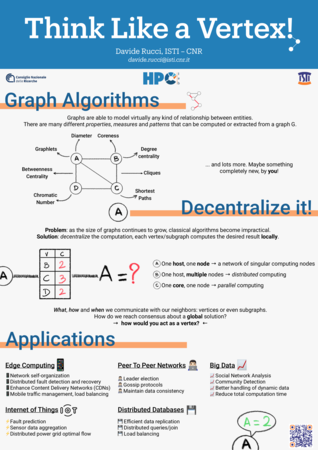 Think Like a Vertex!
Davide Rucci, ISTI – CNR
davide.rucci@isti.cnr.it
Consiglio Nazionale
delle Ricerche
HPC
ISTI
Graph Algorithms
Graphs are able to model virtually any kind of relationship between entities.
There are many different properties, measures and patterns that can be computed or extracted from a graph G.
Diameter
Coreness
Graphlets
A
B
Degree
centrality
Betweenness
Centrality
Cliques
... and lots more. Maybe something
completely new, by you!
D
C
Chromatic
Number
Shortest
Paths
A
Decentralize it!
Problem: as the size of graphs continues to grow, classical algorithms become impractical.
Solution: decentralize the computation, each vertex/subgraph computes the desired result locally.
V C
B 2
C 3
D 2
A
A = ?
A One host, one node → a network of singular computing nodes
B One host, multiple nodes → distributed computing
C One core, one node → parallel computing
What, how and when we communicate with our neighbors: vertices or even subgraphs.
How do we reach consensus about a global solution?
→ how would you act as a vertex? ←
Applications
Edge Computing
Network self-organization
Distributed fault detection and recovery
Enhance Content Delivery Networks (CDNs)
Mobile traffic management, load balancing
Peer To Peer Networks
Leader election
Gossip protocols
Maintain data consistency
Big Data
Social Network Analysis
Community Detection
Better handling of dynamic data
Reduce total computation time
Internet of Things
Fault prediction
Sensor data aggregation
Distributed power grid optimal flow
Distributed Databases
Efficient data replication
Distributed queries/join
Load balancing
A = 2
A